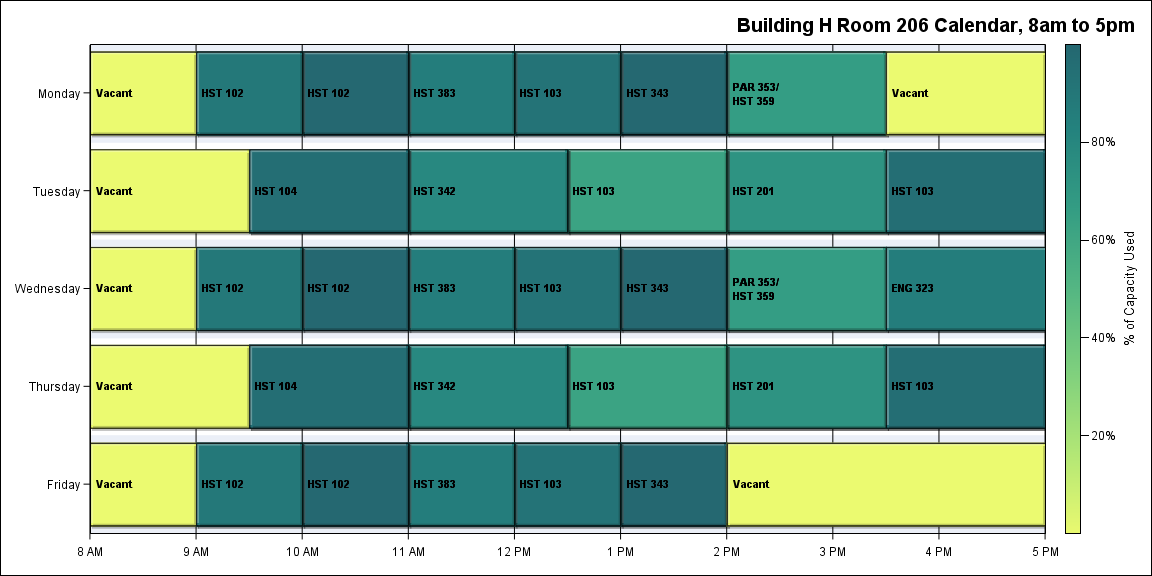 Building H Room 206 Calendar, 8am to 5pm
Monday
Vacant
HST 102
HST 102
HST 383
HST 103
HST 343
PAR 353/
HST 359
Vacant
Tuesday
Vacant
HST 104
HST 342
HST 103
HST 201
HST 103
Wednesday
Vacant
HST 102
HST 102
HST 383
HST 103
HST 343
PAR 353/
HST 359
ENG 323
Thursday
Vacant
HST 104
HST 342
HST 103
HST 201
HST 103
Friday
Vacant
HST 102
HST 102
HST 383
HST 103
HST 343
Vacant
8 AM
9 AM
10 AM
11 AM
12 PM
1 PM
2 PM
3 PM
4 PM
5 PM
80%
60%
40%
20%
% of Capacity Used